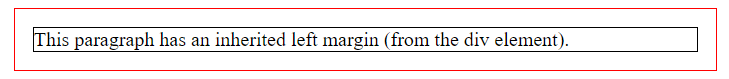 This paragraph has an inherited left margin (from the div element).